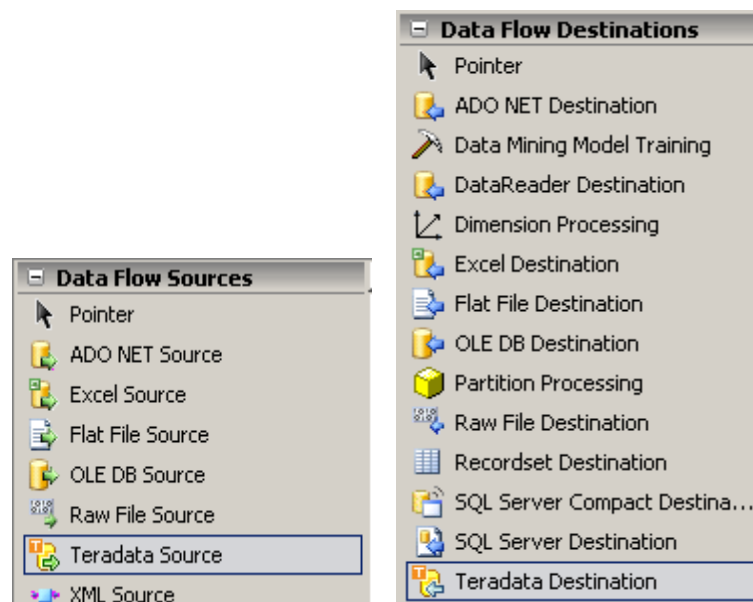 Data Flow Sources
Pointer
ADO NET Source
Excel Source
Flat File Source
OLE DB Source
Raw File Source
Teradata Source
XML Source
Data Flow Destinations
Pointer
ADO NET Destination
Data Mining Model Training
DataReader Destination
Dimension Processing
Excel Destination
Flat File Destination
OLE DB Destination
Partition Processing
Raw File Destination
Recordset Destination
SQL Server Compact Destina...
SQL Server Destination
Teradata Destination